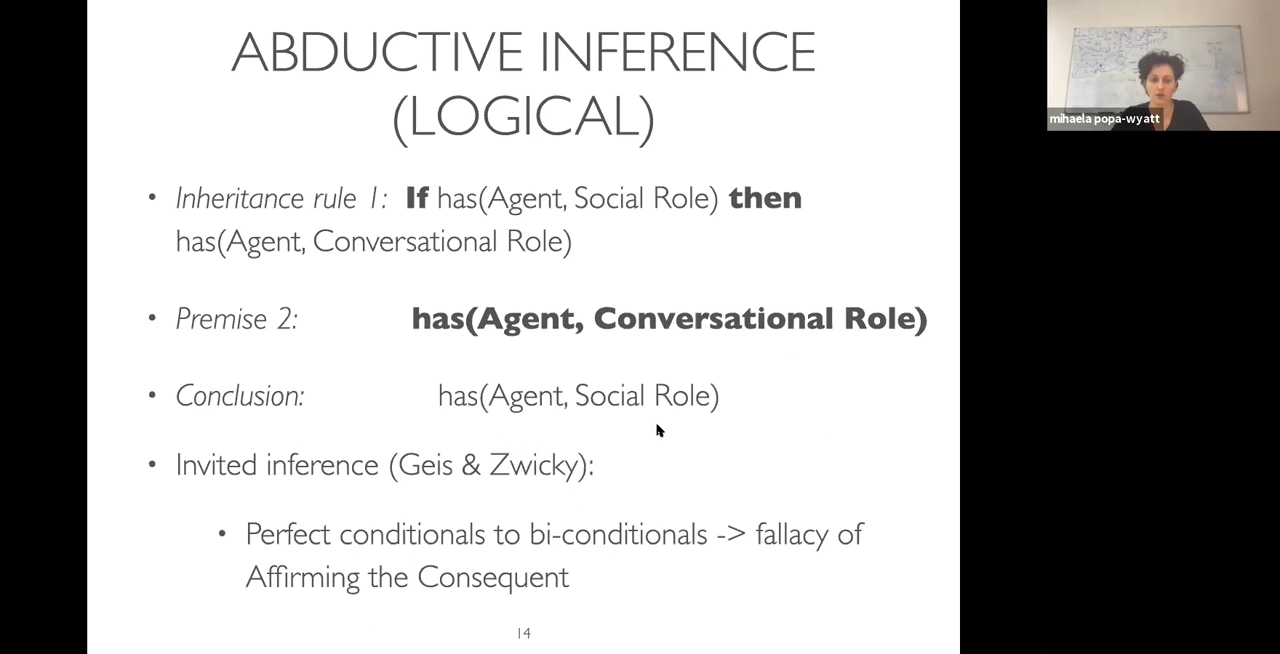 ABDUCTIVE INFERENCE
(LOGICAL)
• Inheritance rule 1: If has(Agent, Social Role) then
has(Agent, Conversational Role)
• Premise 2: has(Agent, Conversational Role)
• Conclusion: has(Agent, Social Role)
• Invited inference (Geis & Zwicky):
• Perfect conditionals to bi-conditionals -> fallacy of
Affirming the Consequent
14
mihaela popa-wyatt